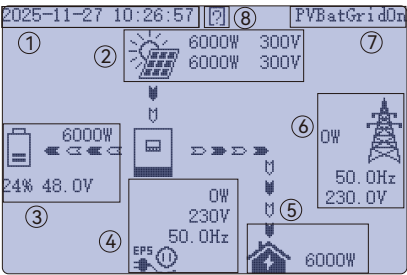 2025-11-27 10:26:57 ? ⑧ PVBatGridOn
① ② 6000W 300V ⑦
6000W 300V
6000W ⑥ 0W
24% 48.0V 50.0Hz
③ 0W 230.0V
④ 230V ⑤
50.0Hz
EPS 6000W